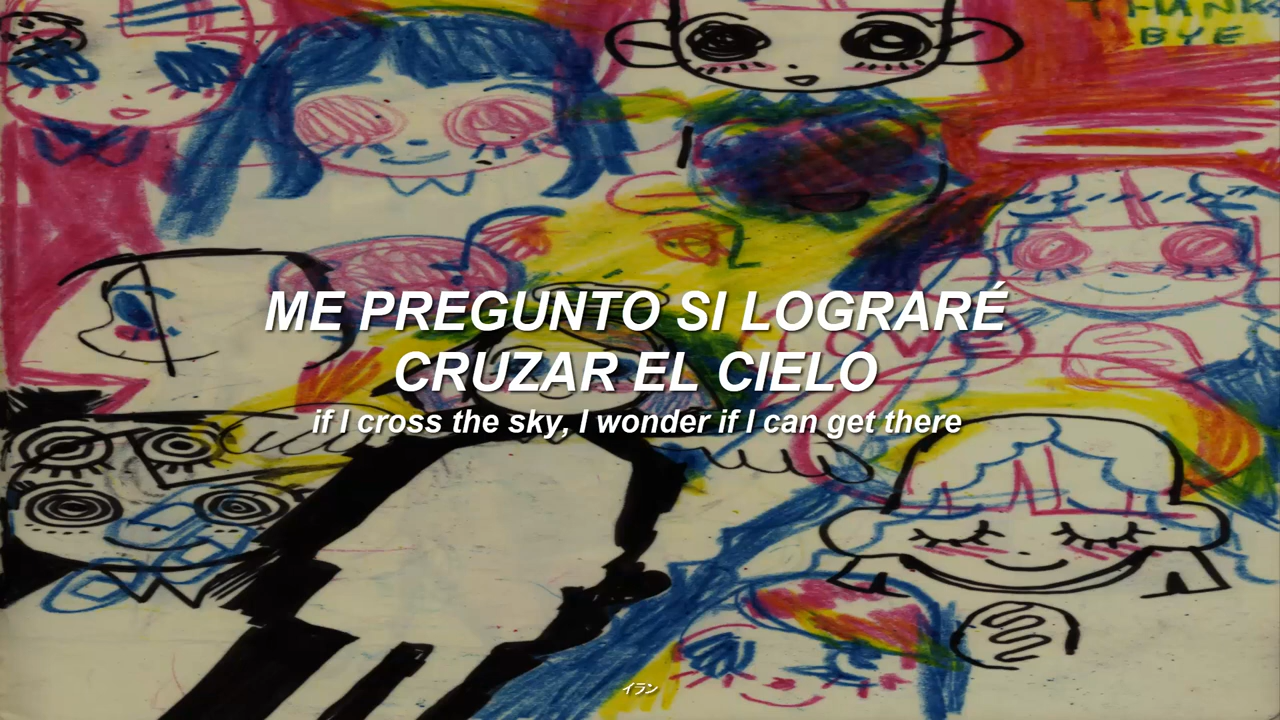 THANKS
BYE
ME PREGUNTO SI LOGRARÉ
CRUZAR EL CIELO
if I cross the sky, I wonder if I can get there
イラン